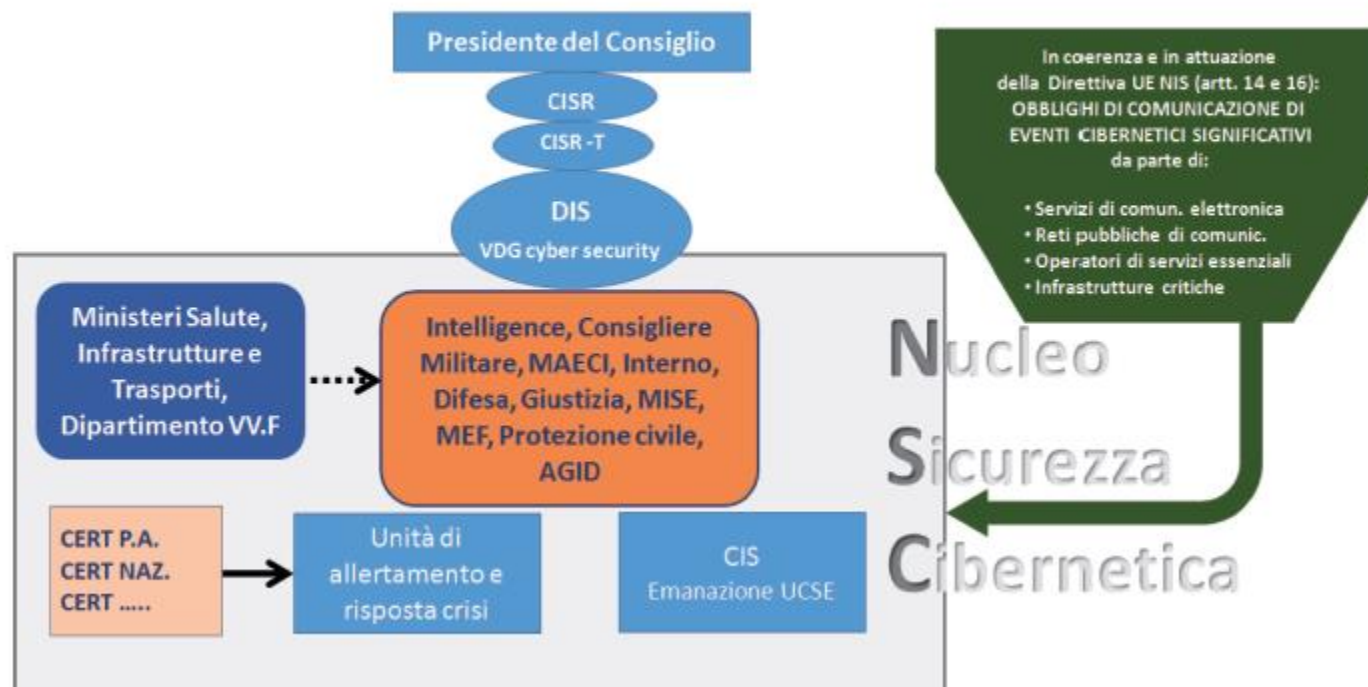 Presidente del Consiglio
CISR
CISR -T
DIS
VDG cyber security
In coerenza e in attuazione
della Direttiva UE NIS (artt. 14 e 16):
OBBLIGHI DI COMUNICAZIONE DI
EVENTI CIBERNETICI SIGNIFICATIVI
da parte di:
• Servizi di comun. elettronica
• Reti pubbliche di comunic.
• Operatori di servizi essenziali
• Infrastrutture critiche
Ministeri Salute,
Infrastrutture e
Trasporti,
Dipartimento VV.F
Intelligence, Consigliere
Militare, MAECI, Interno,
Difesa, Giustizia, MISE,
MEF, Protezione civile,
AGID
Nucleo
Sicurezza
Cibernetica
CERT P.A.
CERT NAZ.
CERT .....
Unità di
allertamento e
risposta crisi
CIS
Emanazione UCSE